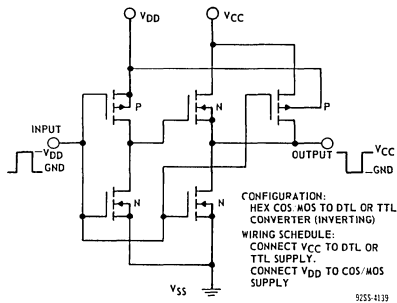 VDD
VCC
P
N
P
INPUT
VDD
GND
OUTPUT
VCC
GND
N
N
VSS
CONFIGURATION:
HEX COS/MOS TO DTL OR TTL
CONVERTER (INVERTING)
WIRING SCHEDULE:
CONNECT VCC TO DTL OR
TTL SUPPLY.
CONNECT VDD TO COS/MOS
SUPPLY
92SS-4139